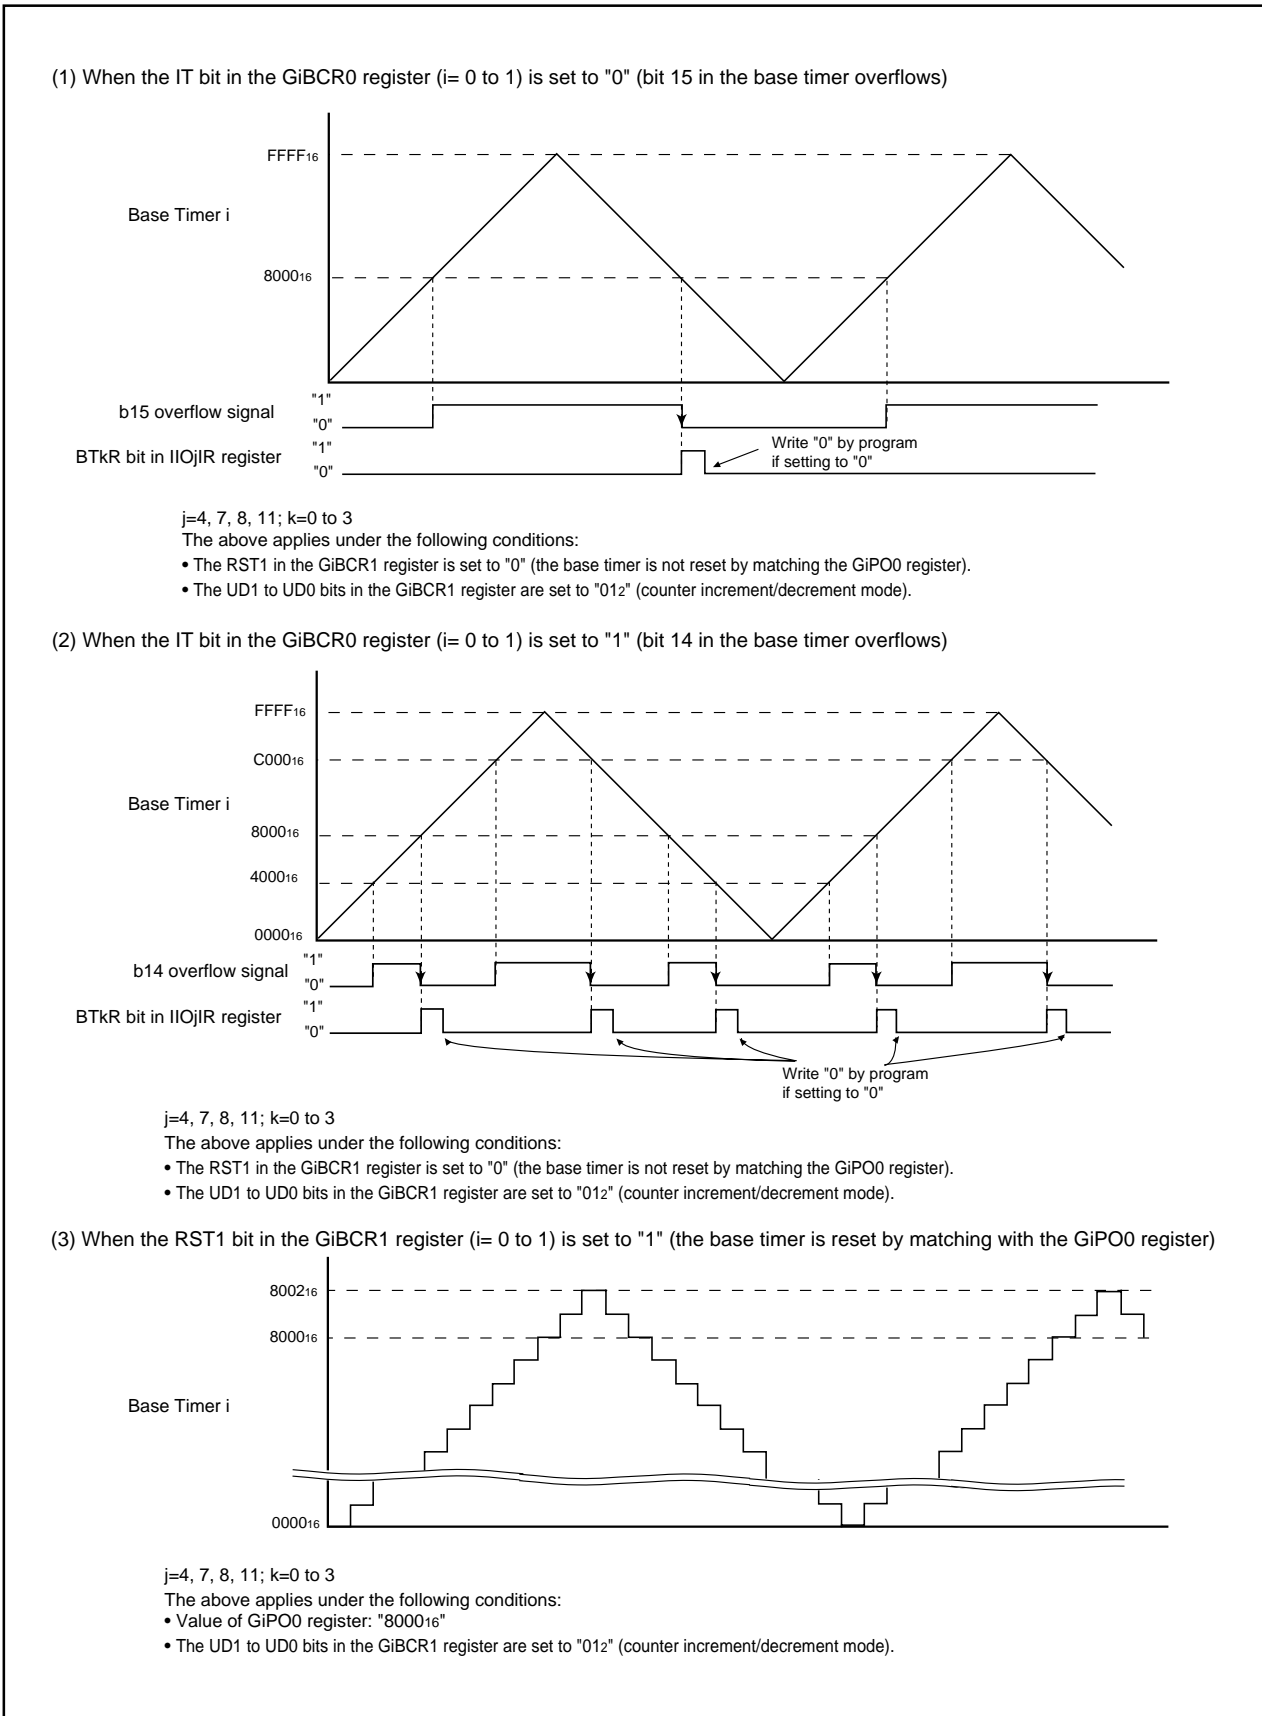 (1) When the IT bit in the GiBCR0 register (i= 0 to 1) is set to "0" (bit 15 in the base timer overflows)
FFFF16
Base Timer i
800016
b15 overflow signal
"1"
"0"
BTkR bit in IIOjIR register
"1"
"0"
Write "0" by program
if setting to "0"
j=4, 7, 8, 11; k=0 to 3
The above applies under the following conditions:
• The RST1 in the GiBCR1 register is set to "0" (the base timer is not reset by matching the GiPO0 register).
• The UD1 to UD0 bits in the GiBCR1 register are set to "012" (counter increment/decrement mode).
(2) When the IT bit in the GiBCR0 register (i= 0 to 1) is set to "1" (bit 14 in the base timer overflows)
FFFF16
C00016
Base Timer i
800016
400016
000016
b14 overflow signal
"1"
"0"
BTkR bit in IIOjIR register
"1"
"0"
Write "0" by program
if setting to "0"
j=4, 7, 8, 11; k=0 to 3
The above applies under the following conditions:
• The RST1 in the GiBCR1 register is set to "0" (the base timer is not reset by matching the GiPO0 register).
• The UD1 to UD0 bits in the GiBCR1 register are set to "012" (counter increment/decrement mode).
(3) When the RST1 bit in the GiBCR1 register (i= 0 to 1) is set to "1" (the base timer is reset by matching with the GiPO0 register)
800216
800016
Base Timer i
000016
j=4, 7, 8, 11; k=0 to 3
The above applies under the following conditions:
• Value of GiPO0 register: "800016"
• The UD1 to UD0 bits in the GiBCR1 register are set to "012" (counter increment/decrement mode).